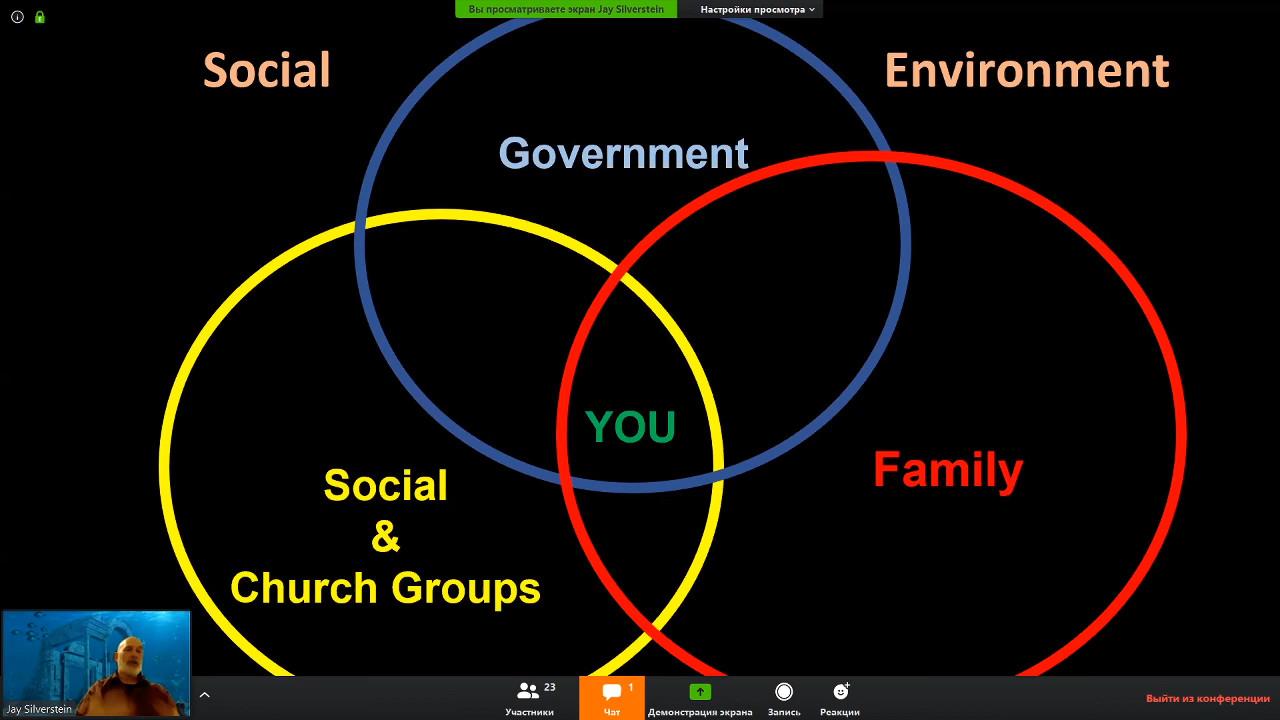 Вы просматриваете экран Jay Silverstein
Настройки просмотра
Social
Environment
Government
YOU
Family
Social
&
Church Groups
Jay Silverstein
23
Участники
1
Чат
Демонстрация экрана
Запись
Реакции
Выйти из конференции